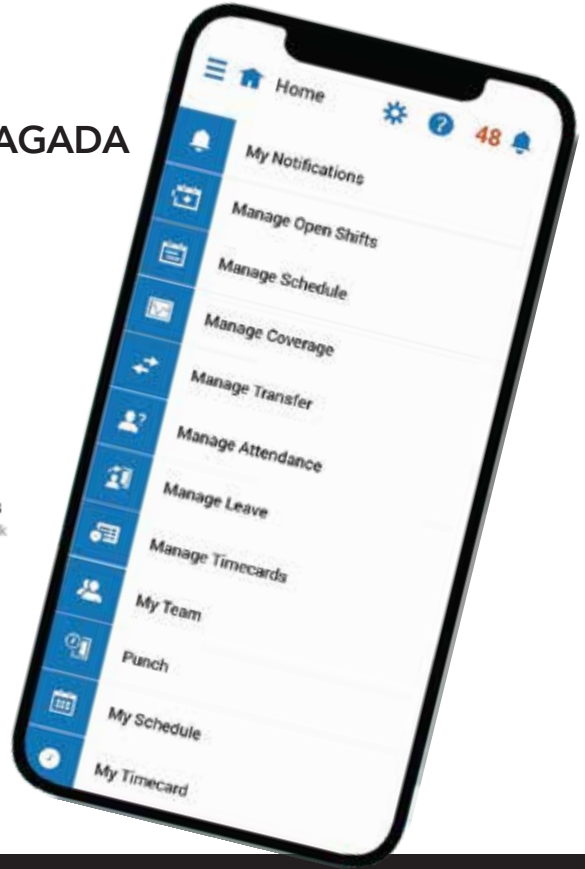 AGADA
Home
48
My Notifications
Manage Open Shifts
Manage Schedule
Manage Coverage
Manage Transfer
Manage Attendance
Manage Leave
Manage Timecards
My Team
Punch
My Schedule
My Timecard